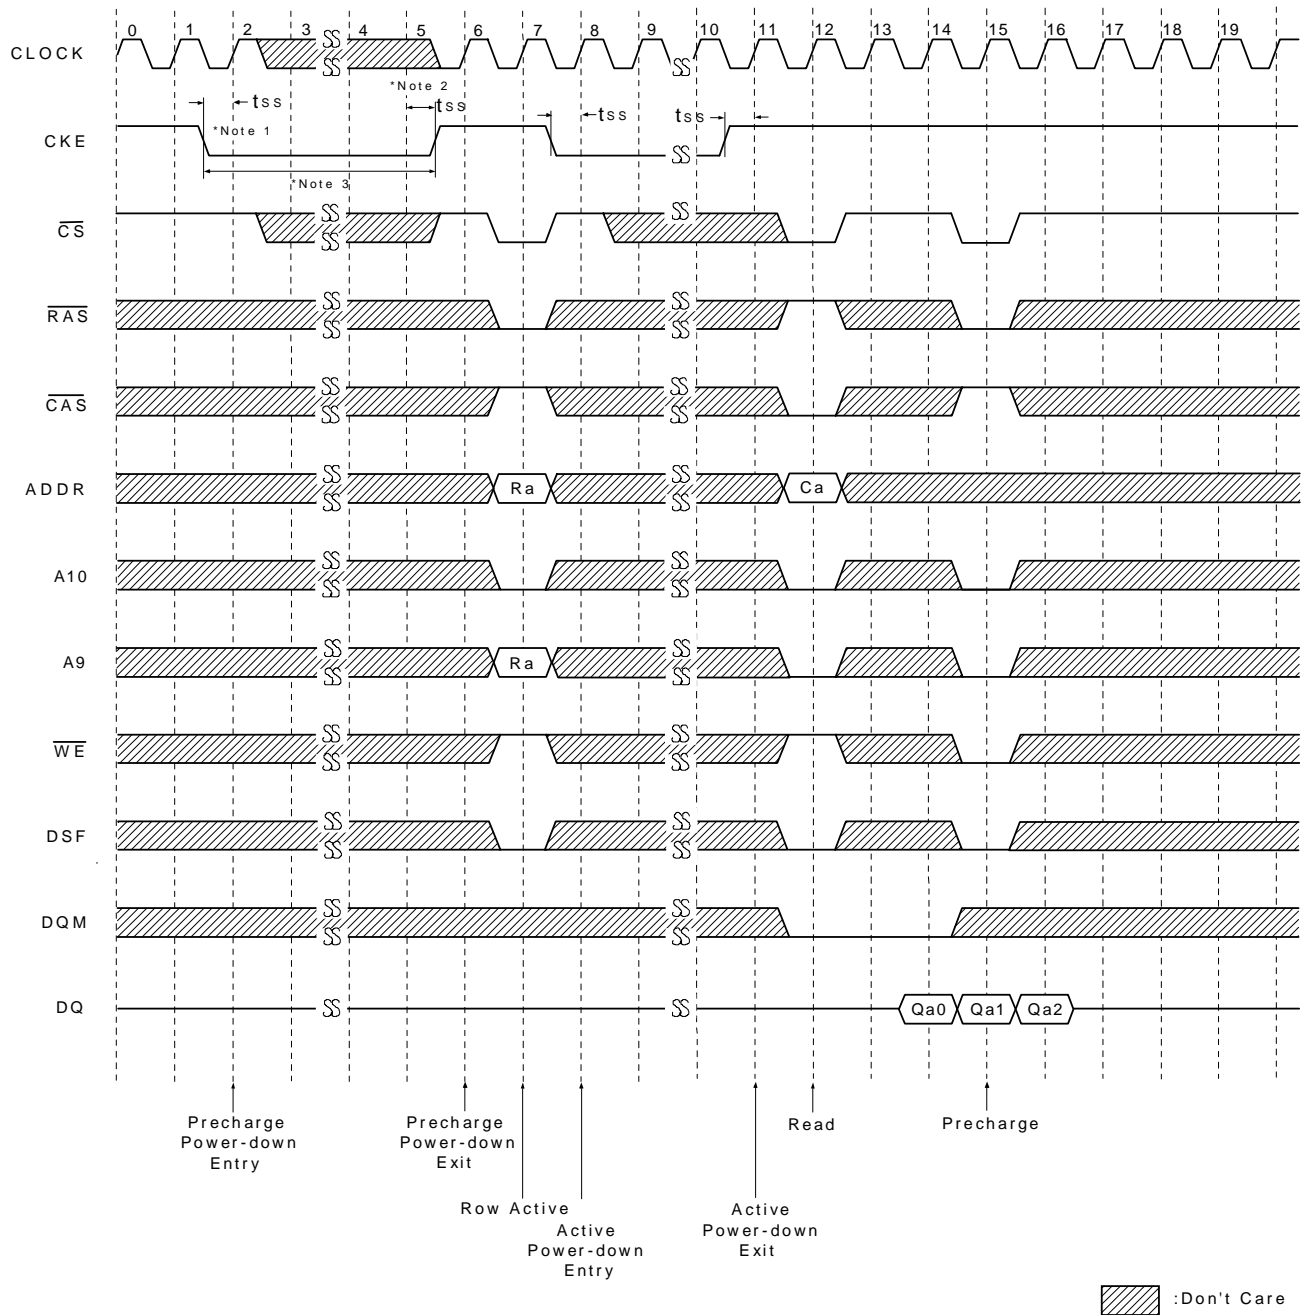 0 1 2 3 4 5 6 7 8 9 10 11 12 13 14 15 16 17 18 19
CLOCK
*Note 2
tSS tSS tSS tSS
*Note 1
CKE
*Note 3
CS
RAS
CAS
ADDR Ra Ca
A10
A9 Ra
WE
DSF
DQM
DQ Qa0 Qa1 Qa2
Precharge
Power-down
Entry
Precharge
Power-down
Exit
Row Active
Active
Power-down
Entry
Active
Power-down
Exit
Read
Precharge
:Don't Care